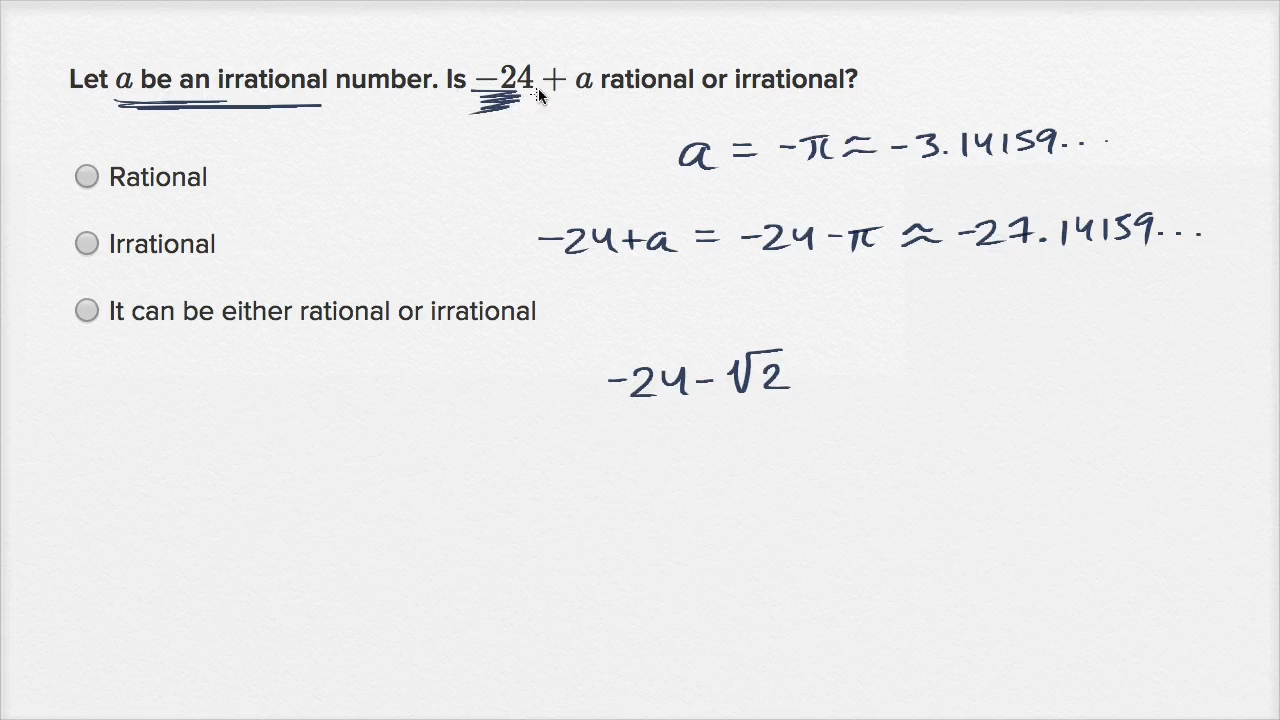 Let a be an irrational number. Is −24 + a rational or irrational?
a = -π ≈ -3.14159...
Rational
-24+a = -24-π ≈ -27.14159...
Irrational
It can be either rational or irrational
-24-√2